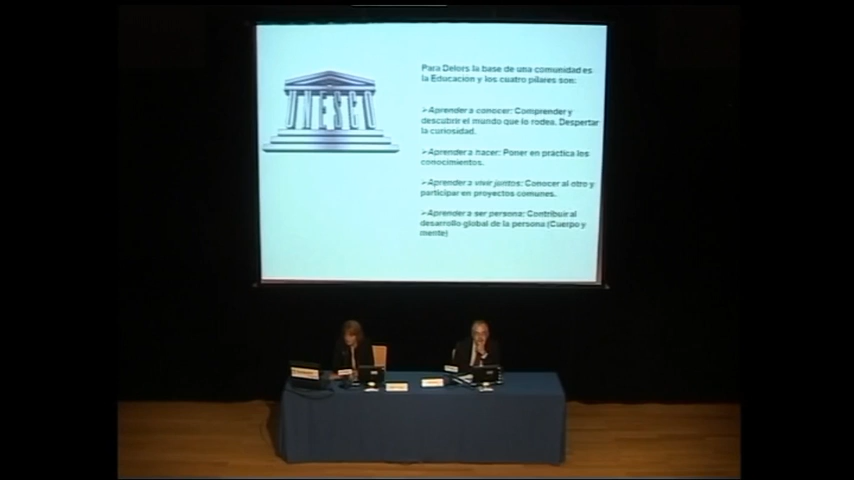 UNESCO
Para Delors la base de una comunidad es
la Educacion y los cuatro pilares son:
➢Aprender a conocer: Comprender y
descubrir el mundo que lo rodea. Despertar
la curiosidad.
➢Aprender a hacer: Poner en práctica los
conocimientos.
➢Aprender a vivir juntos: Conocer al otro y
participar en proyectos comunes.
➢Aprender a ser persona: Contribuir al
desarrollo global de la persona (Cuerpo y
mente)